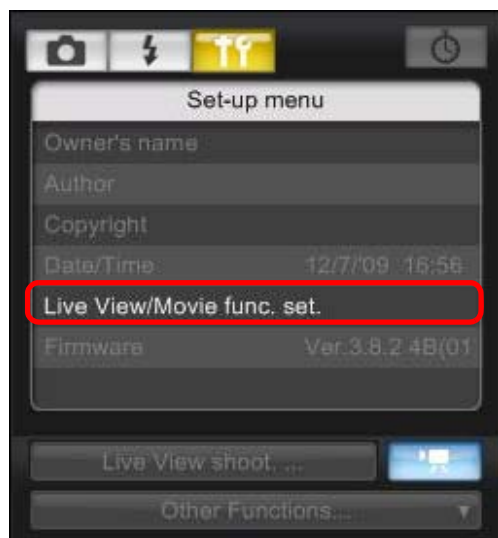 Set-up menu
Owner's name
Author
Copyright
Date/Time 12/7/'09 16:56
Live View/Movie func. set.
Firmware Ver.3.8.2 4B(01
Live View shoot. ...
Other Functions...